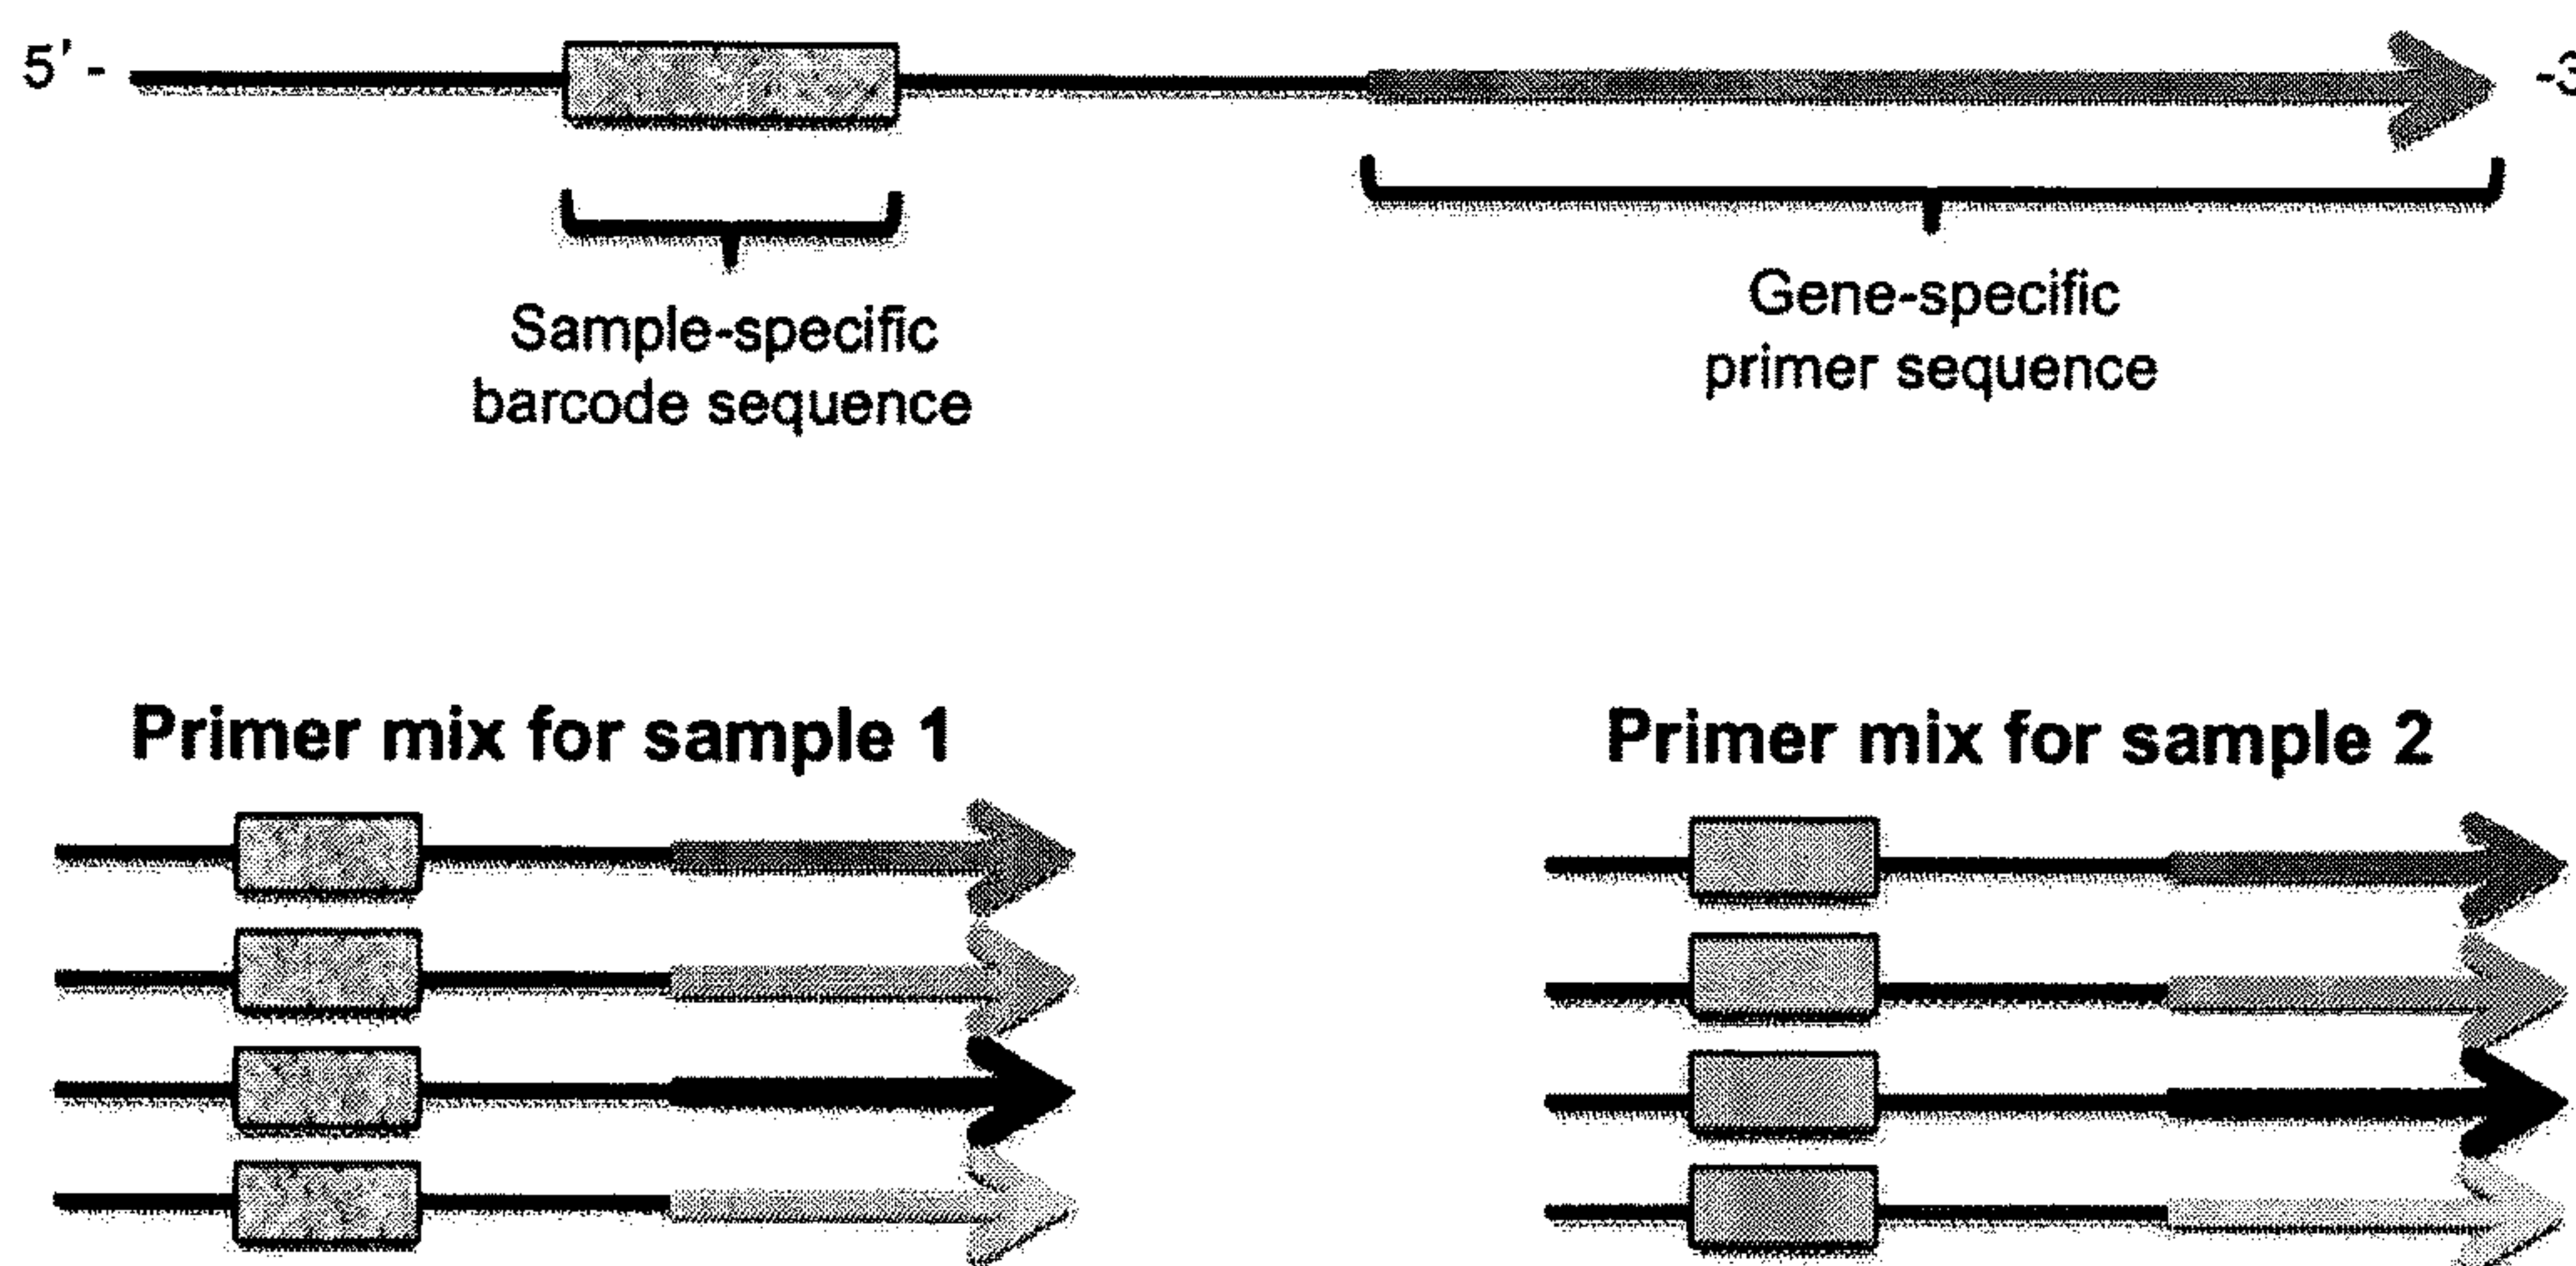 5'-
-3
Sample-specific
barcode sequence
Gene-specific
primer sequence
Primer mix for sample 1
Primer mix for sample 2